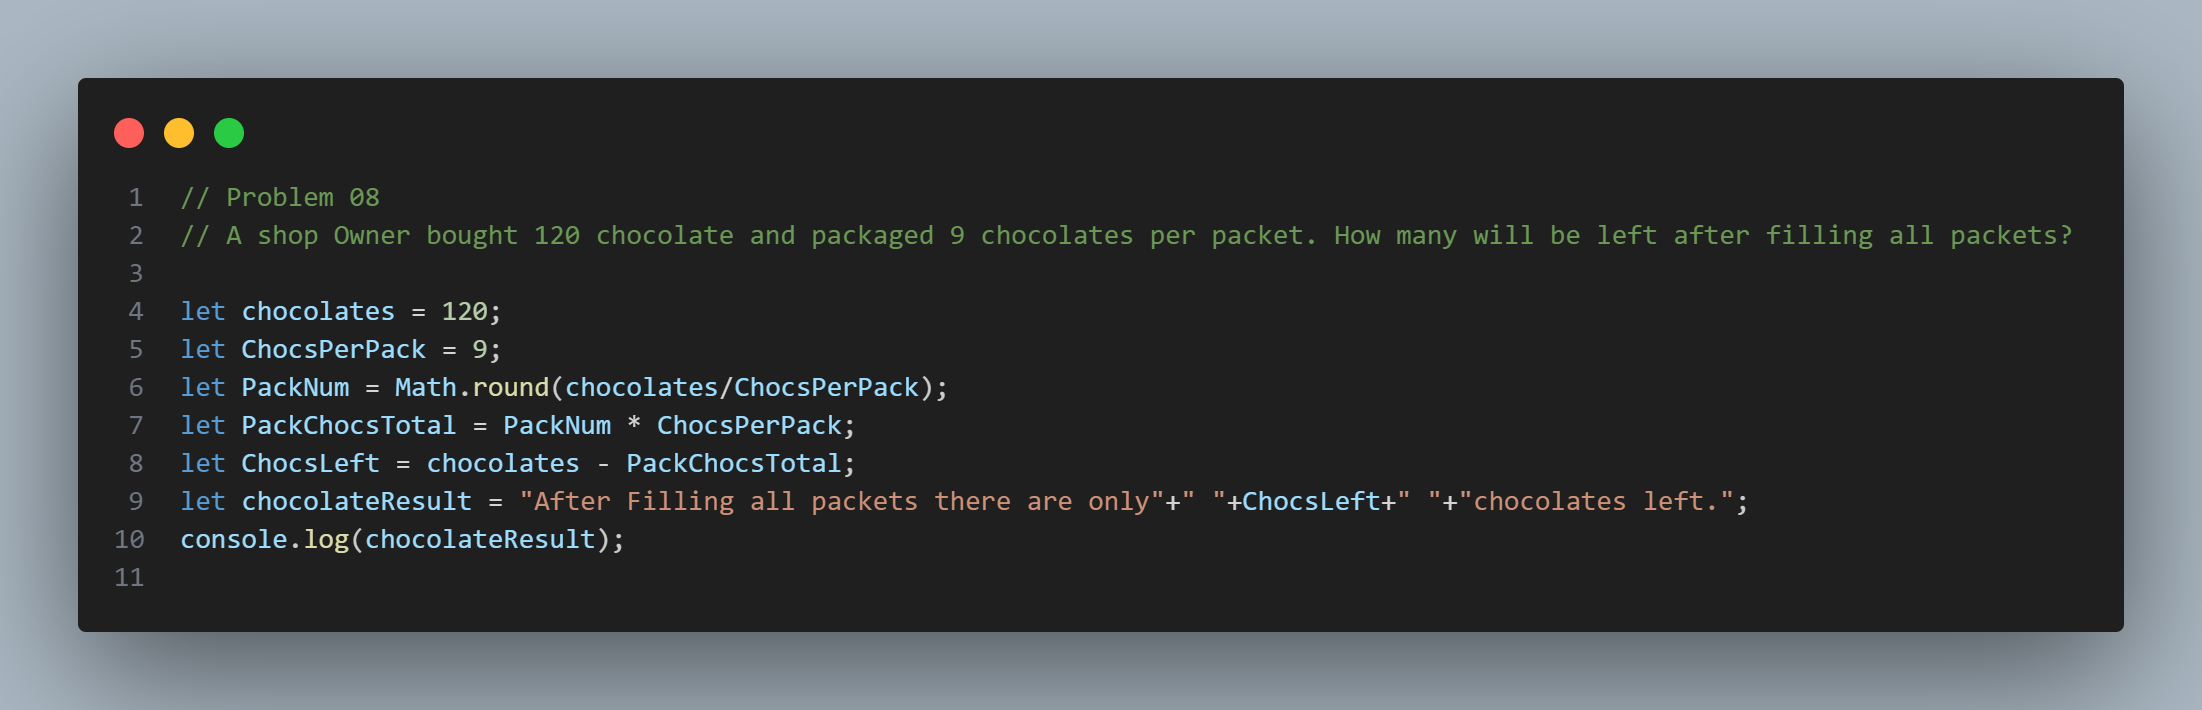 1 // Problem 08
2 // A shop Owner bought 120 chocolate and packaged 9 chocolates per packet. How many will be left after filling all packets?
3
4 let chocolates = 120;
5 let ChocsPerPack = 9;
6 let PackNum = Math.round(chocolates/ChocsPerPack);
7 let PackChocsTotal = PackNum * ChocsPerPack;
8 let ChocsLeft = chocolates - PackChocsTotal;
9 let chocolateResult = "After Filling all packets there are only"+" "+ChocsLeft+" "+"chocolates left.";
10 console.log(chocolateResult);
11